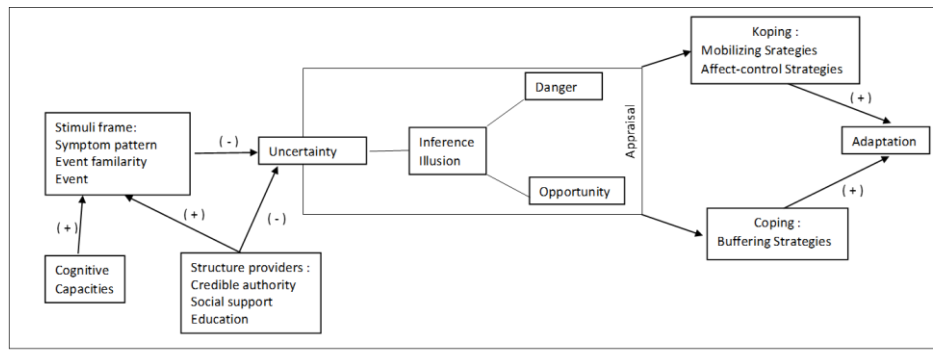 Stimuli frame:
Symptom pattern
Event familarity
Event
( + )
Cognitive
Capacities
( + )
Structure providers :
Credible authority
Social support
Education
( - )
( - )
Uncertainty
Inference
Illusion
Danger
Opportunity
Appraisal
Koping :
Mobilizing Srategies
Affect-control Strategies
( + )
Adaptation
( + )
Coping :
Buffering Strategies